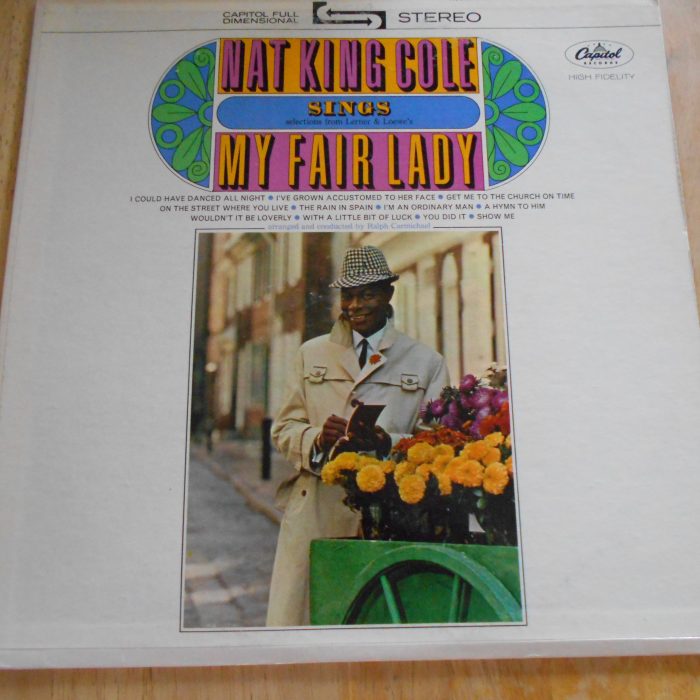 CAPITOL FULL
DIMENSIONAL
STEREO
Capitol
RECORDS
HIGH FIDELITY
NAT KING COLE
SINGS
selections from Lerner & Loewe's
MY FAIR LADY
I COULD HAVE DANCED ALL NIGHT • I'VE GROWN ACCUSTOMED TO HER FACE • GET ME TO THE CHURCH ON TIME
ON THE STREET WHERE YOU LIVE • THE RAIN IN SPAIN • I'M AN ORDINARY MAN • A HYMN TO HIM
WOULDN'T IT BE LOVERLY • WITH A LITTLE BIT OF LUCK • YOU DID IT • SHOW ME
arranged and conducted by Ralph Carmichael